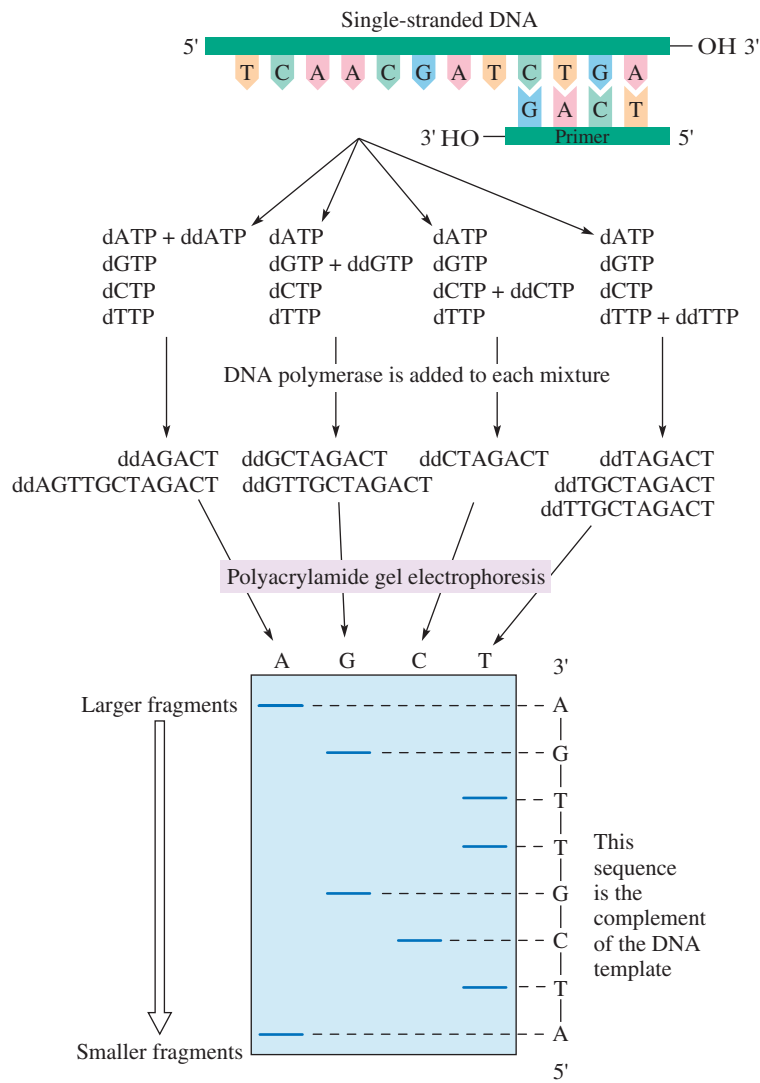 Single-stranded DNA
5' OH 3'
T C A A C G A T C T G A
G A C T
3' HO Primer 5'
dATP + ddATP dATP dATP dATP
dGTP dGTP + ddGTP dGTP dGTP
dCTP dCTP dCTP + ddCTP dCTP
dTTP dTTP dTTP dTTP + ddTTP
DNA polymerase is added to each mixture
ddAGACT ddGCTAGACT ddCTAGACT ddTAGACT
ddAGTTGCTAGACT ddGTTGCTAGACT ddTGCTAGACT
ddTTGCTAGACT
Polyacrylamide gel electrophoresis
A G C T 3'
Larger fragments A
G
T
T
G
C
T
A
This
sequence
is the
complement
of the DNA
template
Smaller fragments
5'